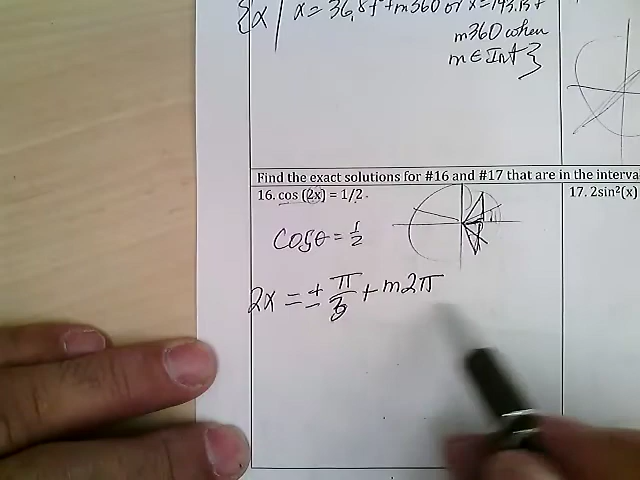 {x | x = 36.87 + m360 or x = 143.13 +
m360 when
m ∈ Int}
Find the exact solutions for #16 and #17 that are in the interva
16. cos (2x) = 1/2.
17. 2sin²(x)
cos θ = 1/2
2x = ± π/3 + m2π